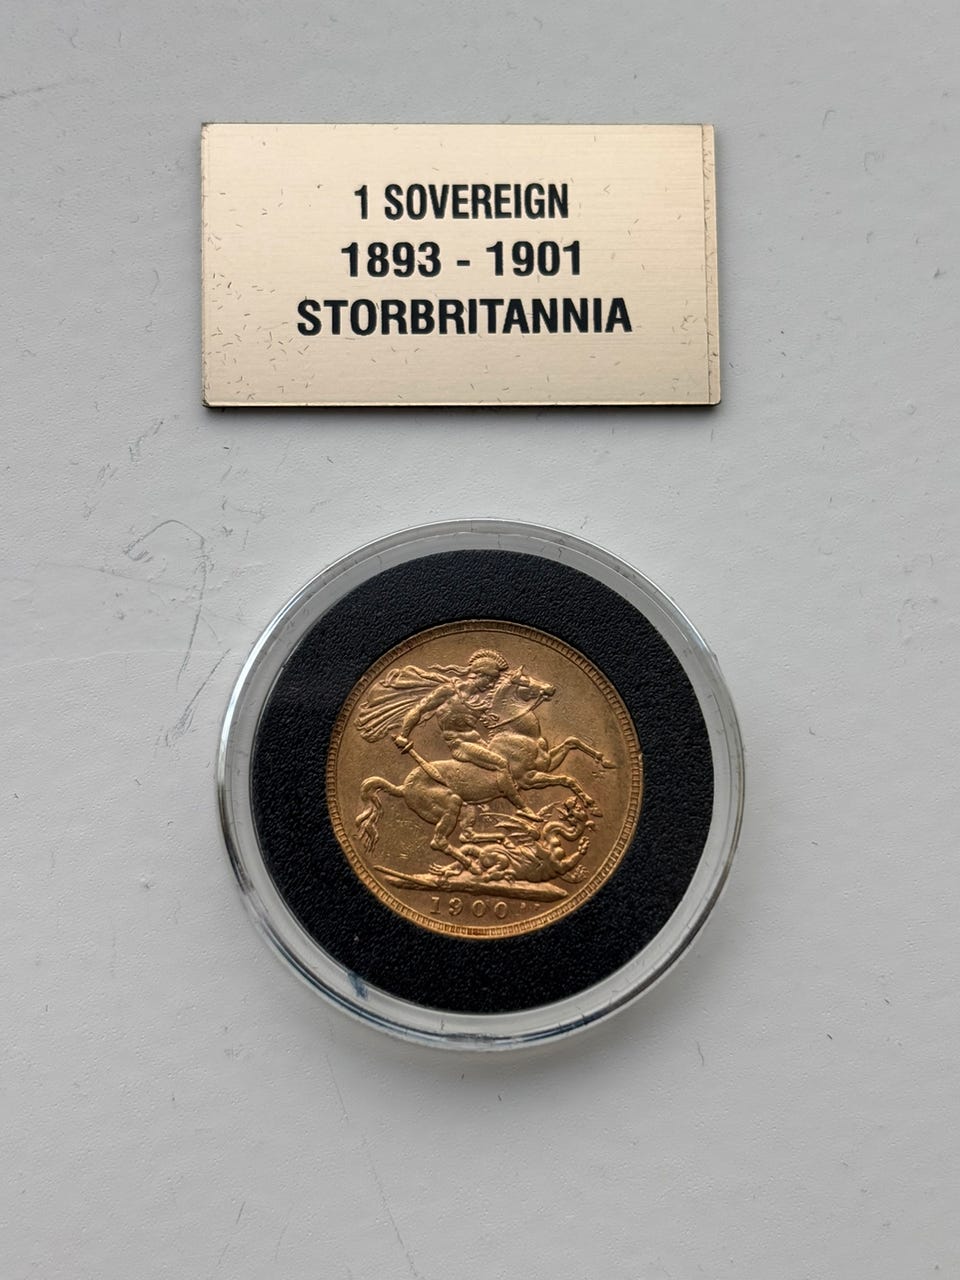 1 SOVEREIGN
1893 - 1901
STORBRITANNIA
1900